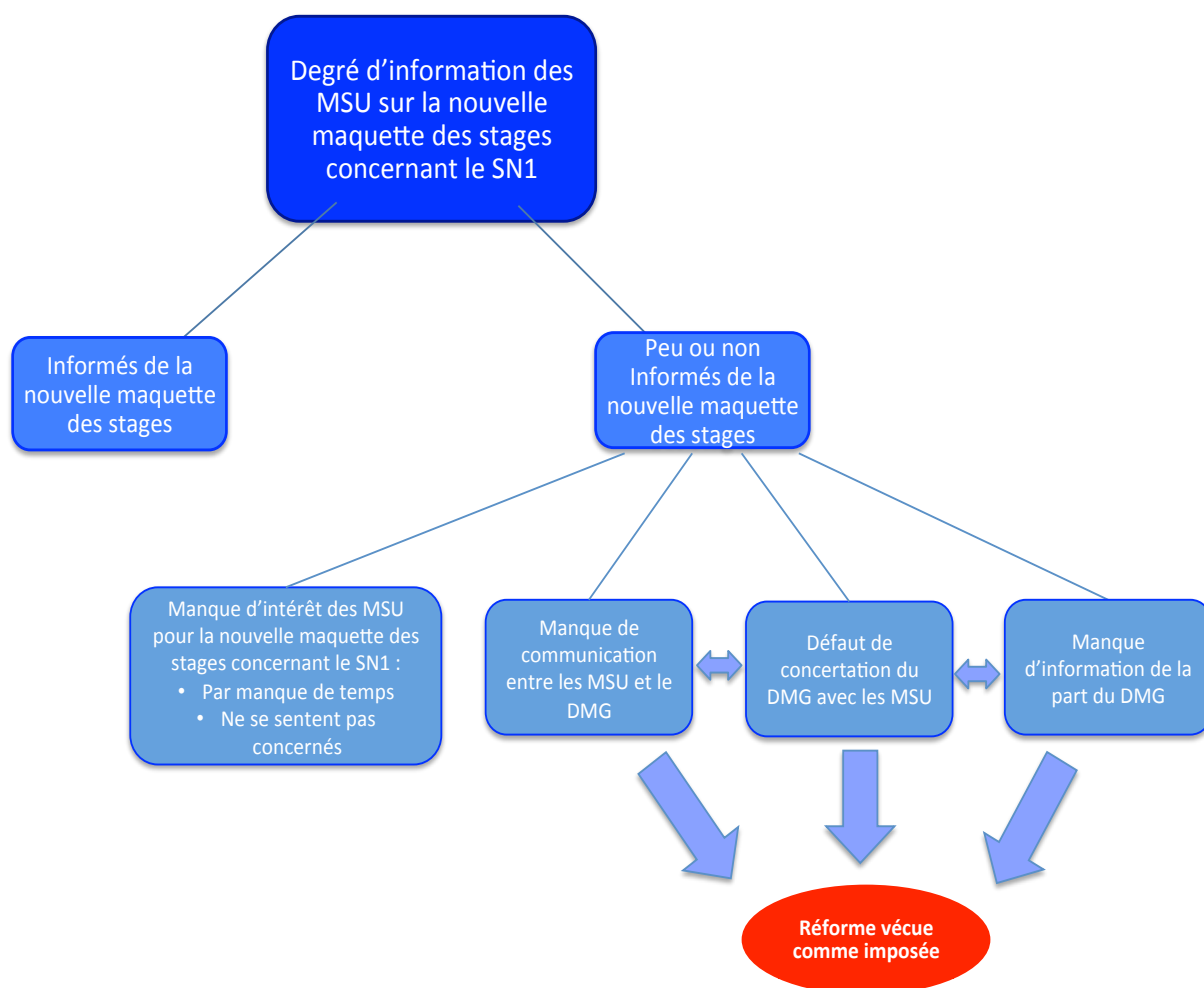 Degré d'information des
MSU sur la nouvelle
maquette des stages
concernant le SN1
Informés de la
nouvelle maquette
des stages
Peu ou non
Informés de la
nouvelle maquette
des stages
Manque d'intérêt des MSU
pour la nouvelle maquette des
stages concernant le SN1 :
• Par manque de temps
• Ne se sentent pas
concernés
Manque de
communication
entre les MSU et le
DMG
Défaut de
concertation du
DMG avec les MSU
Manque
d'information de la
part du DMG
Réforme vécue
comme imposée